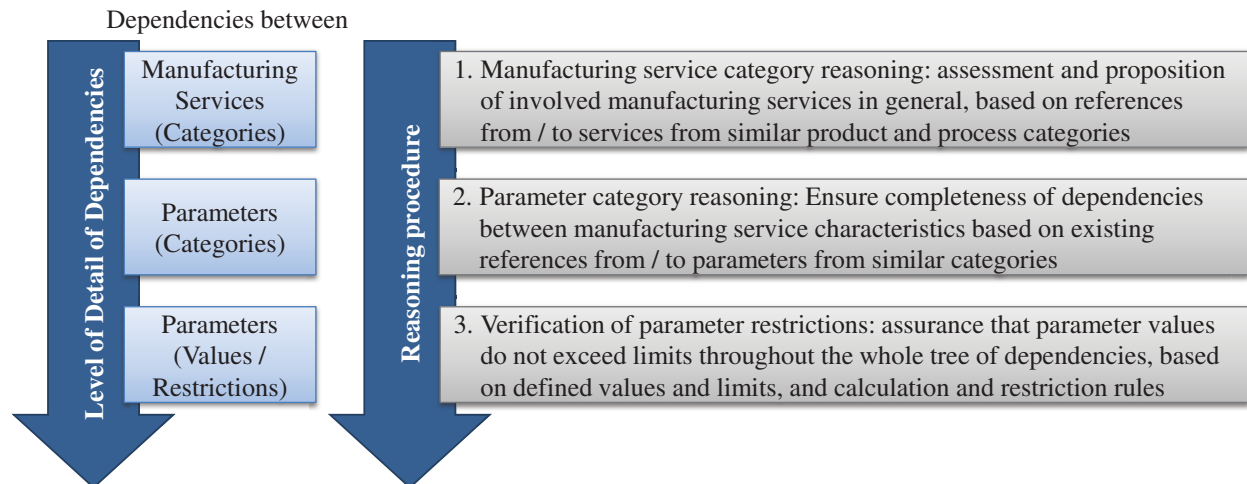 Dependencies between
Level of Detail of Dependencies
Manufacturing
Services
(Categories)
Parameters
(Categories)
Parameters
(Values /
Restrictions)
Reasoning procedure
1. Manufacturing service category reasoning: assessment and proposition
of involved manufacturing services in general, based on references
from / to services from similar product and process categories
2. Parameter category reasoning: Ensure completeness of dependencies
between manufacturing service characteristics based on existing
references from / to parameters from similar categories
3. Verification of parameter restrictions: assurance that parameter values
do not exceed limits throughout the whole tree of dependencies, based
on defined values and limits, and calculation and restriction rules